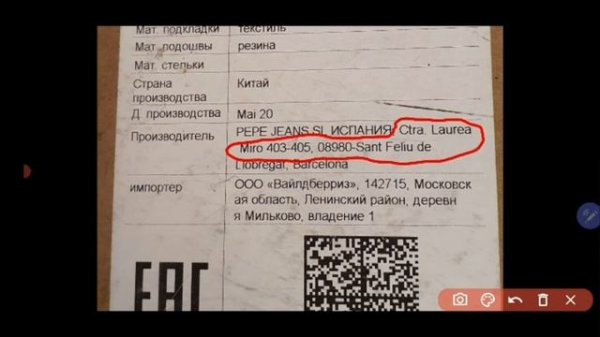 Мат. подкладки текстиль
Мат. подошвы резина
Мат. стельки
Страна производства Китай
Д производства Mai 20
Производитель PEPE JEANS SL ИСПАНИЯ, Ctra. Laurea
Miro 403-405, 08980-Sant Feliu de
Llobregat, Barcelona
импортер ООО «Вайлдберриз», 142715, Московск
ая область, Ленинский район, деревн
я Мильково, владение 1
EAC